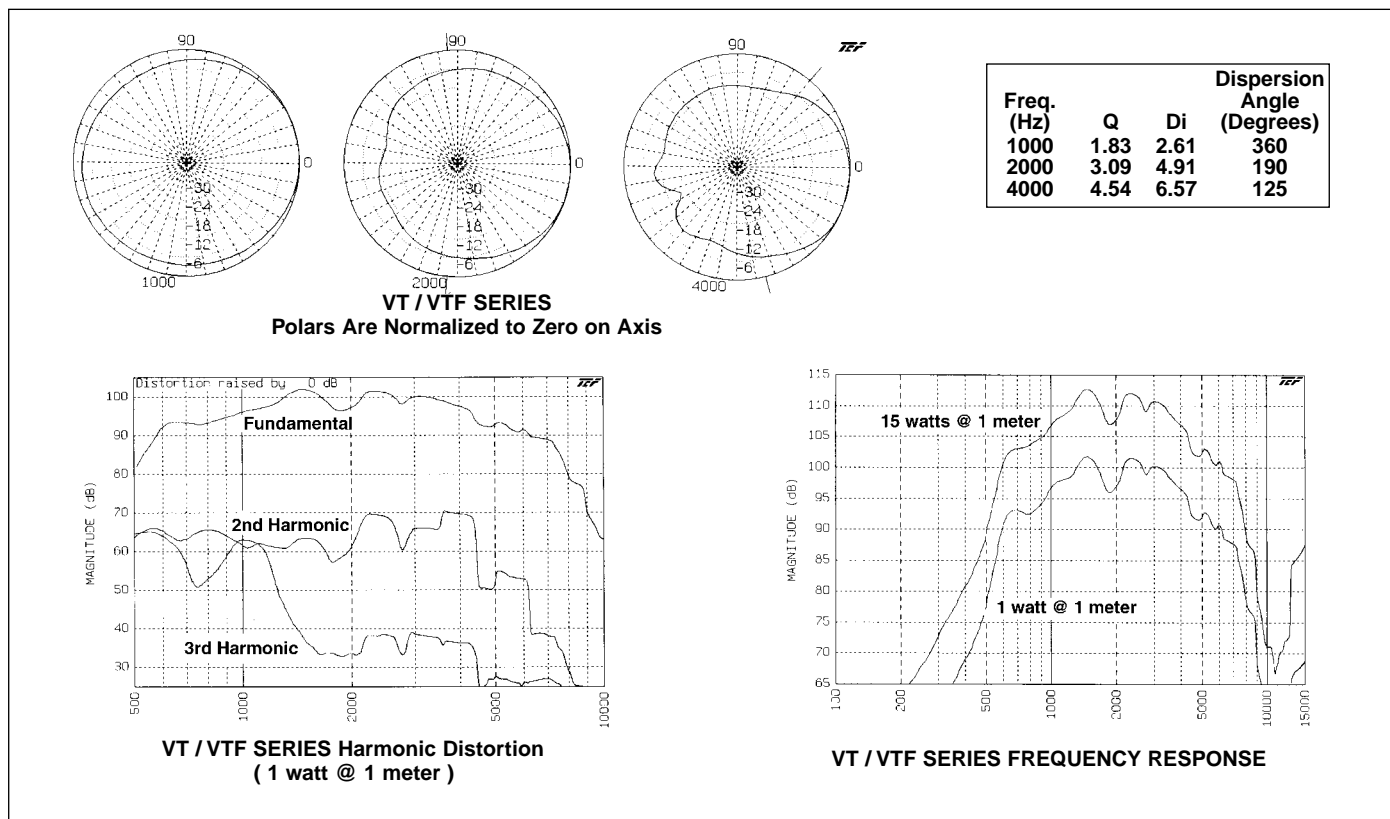 90
0
-30
-24
-18
-12
-6
1000
90
0
-30
-24
-18
-12
-6
2000
90
TEF
0
-30
-24
-18
-12
-6
4000
VT / VTF SERIES
Polars Are Normalized to Zero on Axis
Freq. (Hz) Q Di Dispersion Angle (Degrees)
1000 1.83 2.61 360
2000 3.09 4.91 190
4000 4.54 6.57 125
Distortion raised by 0 dB
TEF
MAGNITUDE (dB)
100
90
80
70
60
50
40
30
Fundamental
2nd Harmonic
3rd Harmonic
500 1000 2000 5000 10000
VT / VTF SERIES Harmonic Distortion
( 1 watt @ 1 meter )
TEF
MAGNITUDE (dB)
115
110
105
100
95
90
85
80
75
70
65
15 watts @ 1 meter
1 watt @ 1 meter
100 200 500 1000 2000 5000 10000 15000
VT / VTF SERIES FREQUENCY RESPONSE